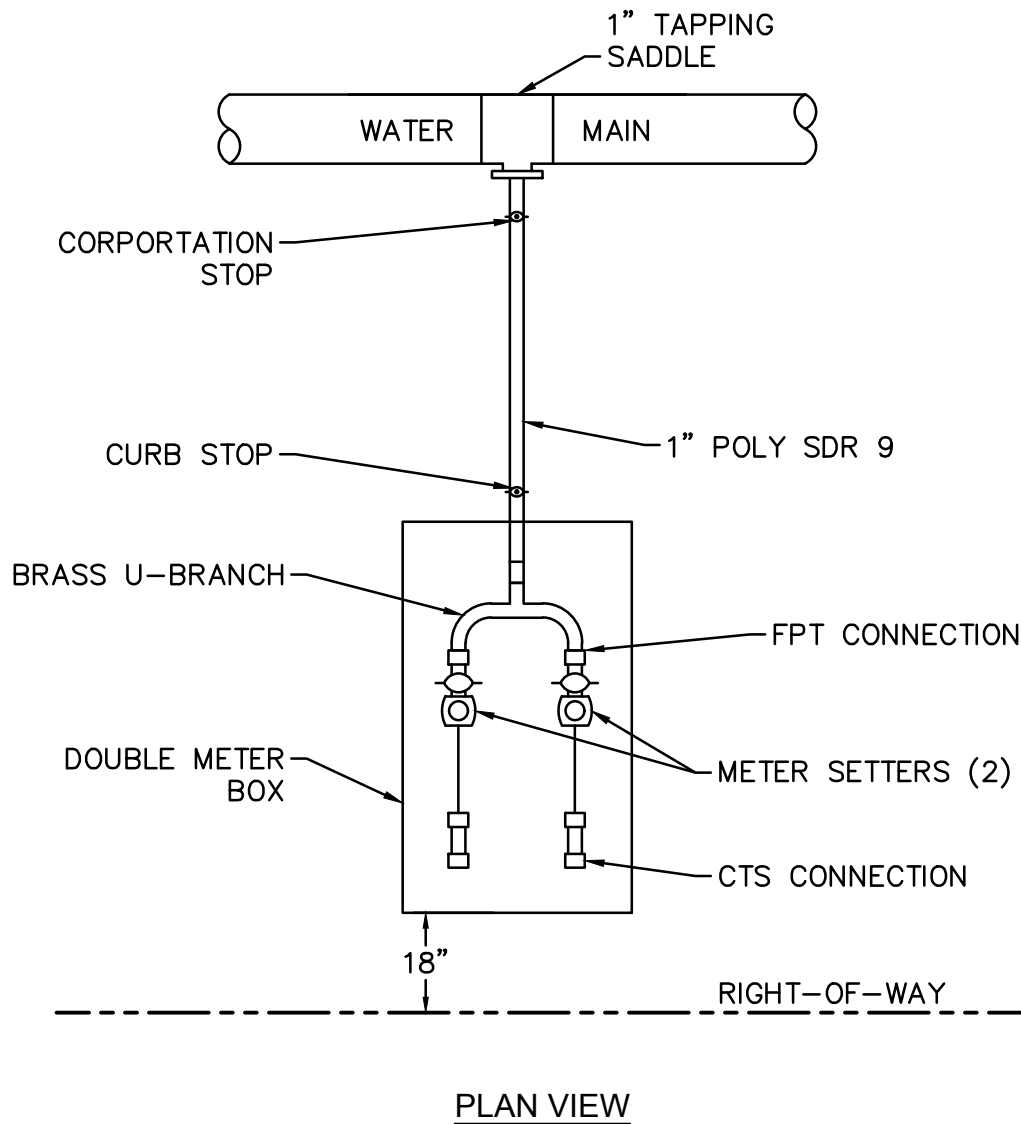 1” TAPPING
SADDLE
WATER MAIN
CORPORTATION
STOP
1” POLY SDR 9
CURB STOP
BRASS U-BRANCH
FPT CONNECTION
DOUBLE METER
BOX
METER SETTERS (2)
CTS CONNECTION
18”
RIGHT-OF-WAY
PLAN VIEW